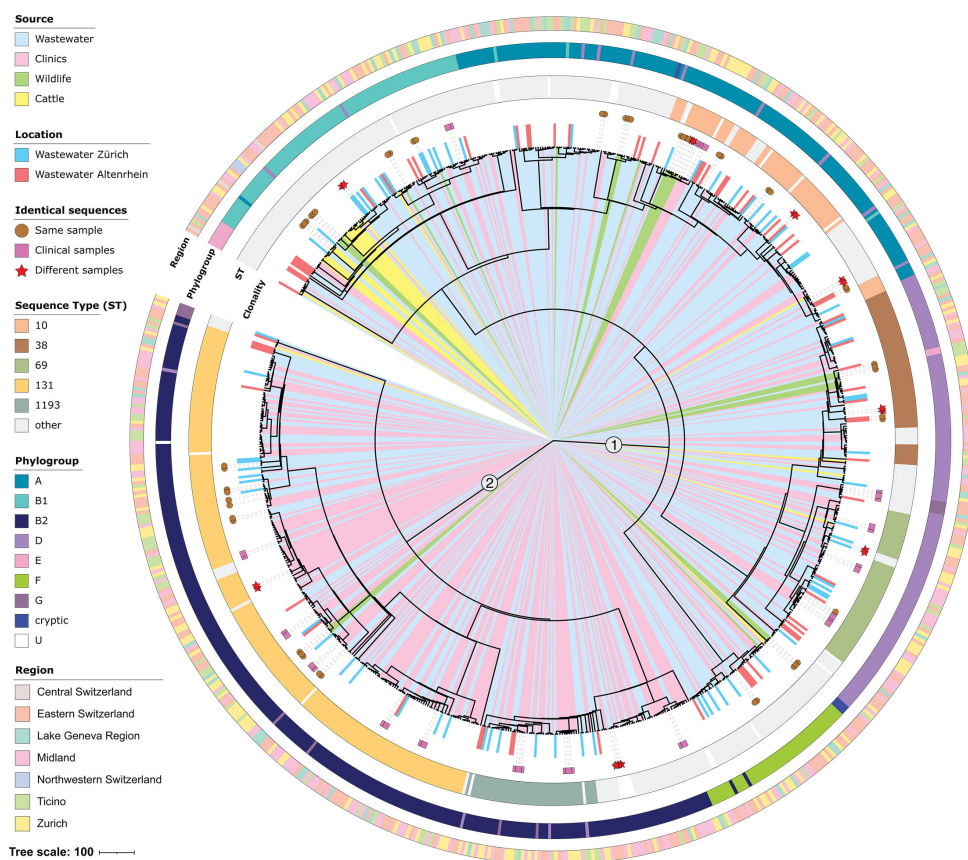 Source
Wastewater
Clinics
Wildlife
Cattle
Location
Wastewater Zürich
Wastewater Altenrhein
Identical sequences
Same sample
Clinical samples
Different samples
Sequence Type (ST)
10
38
69
131
1193
other
Phylogroup
A
B1
B2
D
E
F
G
cryptic
U
Region
Central Switzerland
Eastern Switzerland
Lake Geneva Region
Midland
Northwestern Switzerland
Ticino
Zurich
Tree scale: 100
Region
Phylogroup
ST
Clonality
1
2